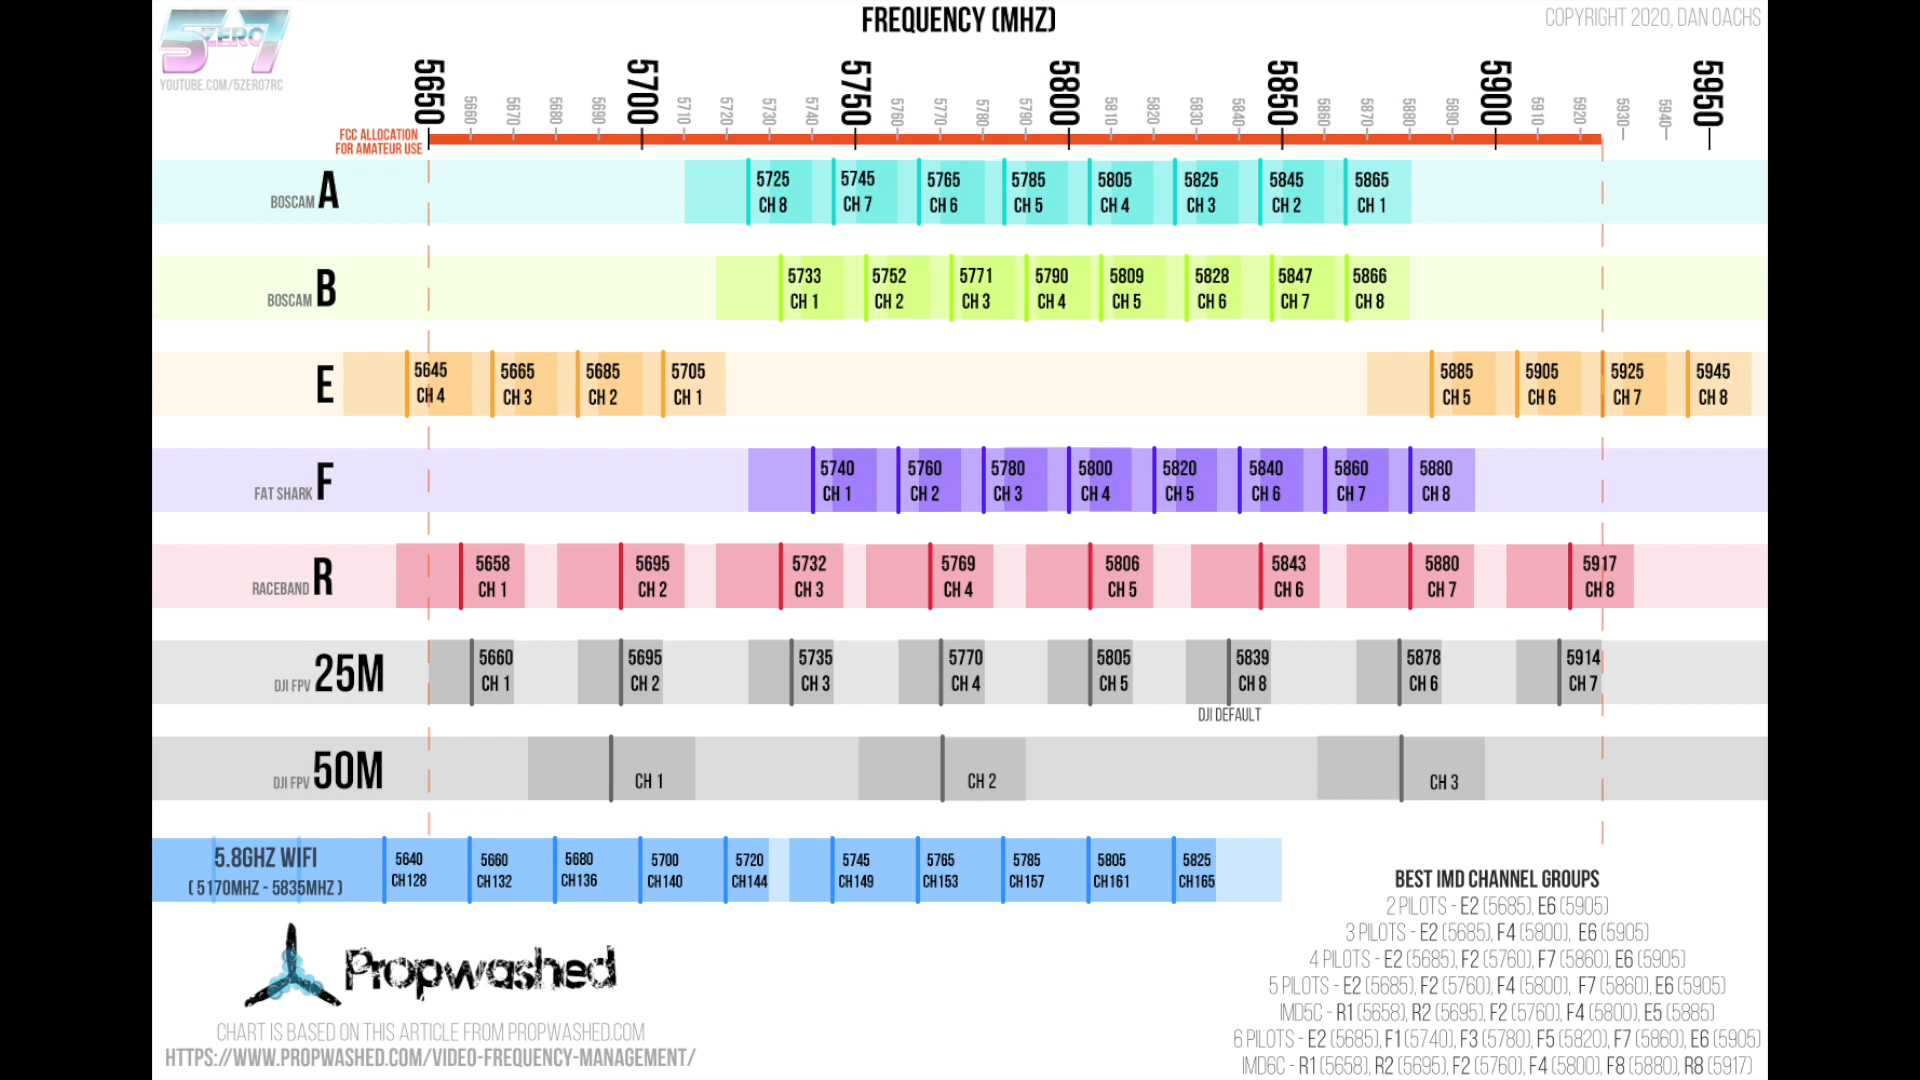 5ZERO7
YOUTUBE.COM/5ZERO7RC
FREQUENCY (MHZ)
COPYRIGHT 2020, DAN OACHS
5650 5660 5670 5680 5690 5700 5710 5720 5730 5740 5750 5760 5770 5780 5790 5800 5810 5820 5830 5840 5850 5860 5870 5880 5890 5900 5910 5920 5930 5940 5950
FCC ALLOCATION
FOR AMATEUR USE
BOSCAM A
5725 5745 5765 5785 5805 5825 5845 5865
CH 8 CH 7 CH 6 CH 5 CH 4 CH 3 CH 2 CH 1
BOSCAM B
5733 5752 5771 5790 5809 5828 5847 5866
CH 1 CH 2 CH 3 CH 4 CH 5 CH 6 CH 7 CH 8
E
5645 5665 5685 5705 5885 5905 5925 5945
CH 4 CH 3 CH 2 CH 1 CH 5 CH 6 CH 7 CH 8
FAT SHARK F
5740 5760 5780 5800 5820 5840 5860 5880
CH 1 CH 2 CH 3 CH 4 CH 5 CH 6 CH 7 CH 8
RACEBAND R
5658 5695 5732 5769 5806 5843 5880 5917
CH 1 CH 2 CH 3 CH 4 CH 5 CH 6 CH 7 CH 8
DJI FPV 25M
5660 5695 5735 5770 5805 5839 5878 5914
CH 1 CH 2 CH 3 CH 4 CH 5 CH 8 CH 6 CH 7
DJI DEFAULT
DJI FPV 50M
CH 1 CH 2 CH 3
5.8GHZ WIFI
( 5170MHZ - 5835MHZ )
5640 5660 5680 5700 5720 5745 5765 5785 5805 5825
CH128 CH132 CH136 CH140 CH144 CH149 CH153 CH157 CH161 CH165
Propwashed
CHART IS BASED ON THIS ARTICLE FROM PROPWASHED.COM
HTTPS://WWW.PROPWASHED.COM/VIDEO-FREQUENCY-MANAGEMENT/
BEST IMD CHANNEL GROUPS
2 PILOTS - E2 (5685), E6 (5905)
3 PILOTS - E2 (5685), F4 (5800), E6 (5905)
4 PILOTS - E2 (5685), F2 (5760), F7 (5860), E6 (5905)
5 PILOTS - E2 (5685), F2 (5760), F4 (5800), F7 (5860), E6 (5905)
IMD5C - R1 (5658), R2 (5695), F2 (5760), F4 (5800), E5 (5885)
6 PILOTS - E2 (5685), F1 (5740), F3 (5780), F5 (5820), F7 (5860), E6 (5905)
IMD6C - R1 (5658), R2 (5695), F2 (5760), F4 (5800), F8 (5880), R8 (5917)